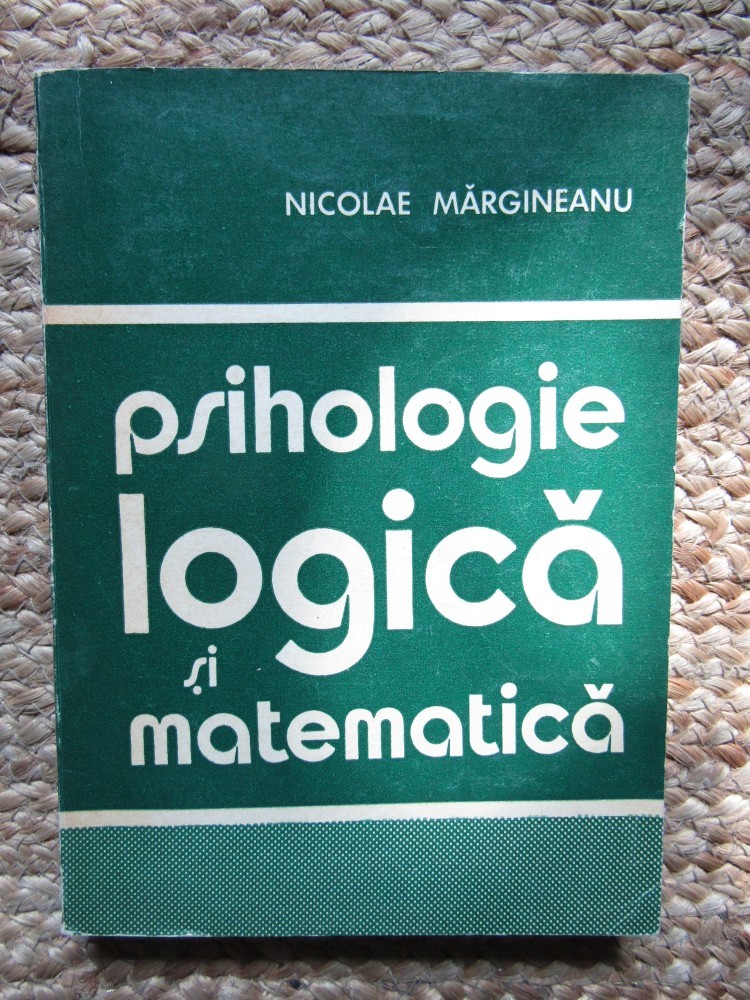 NICOLAE MĂRGINEANU
psihologie
logică
și
matematică